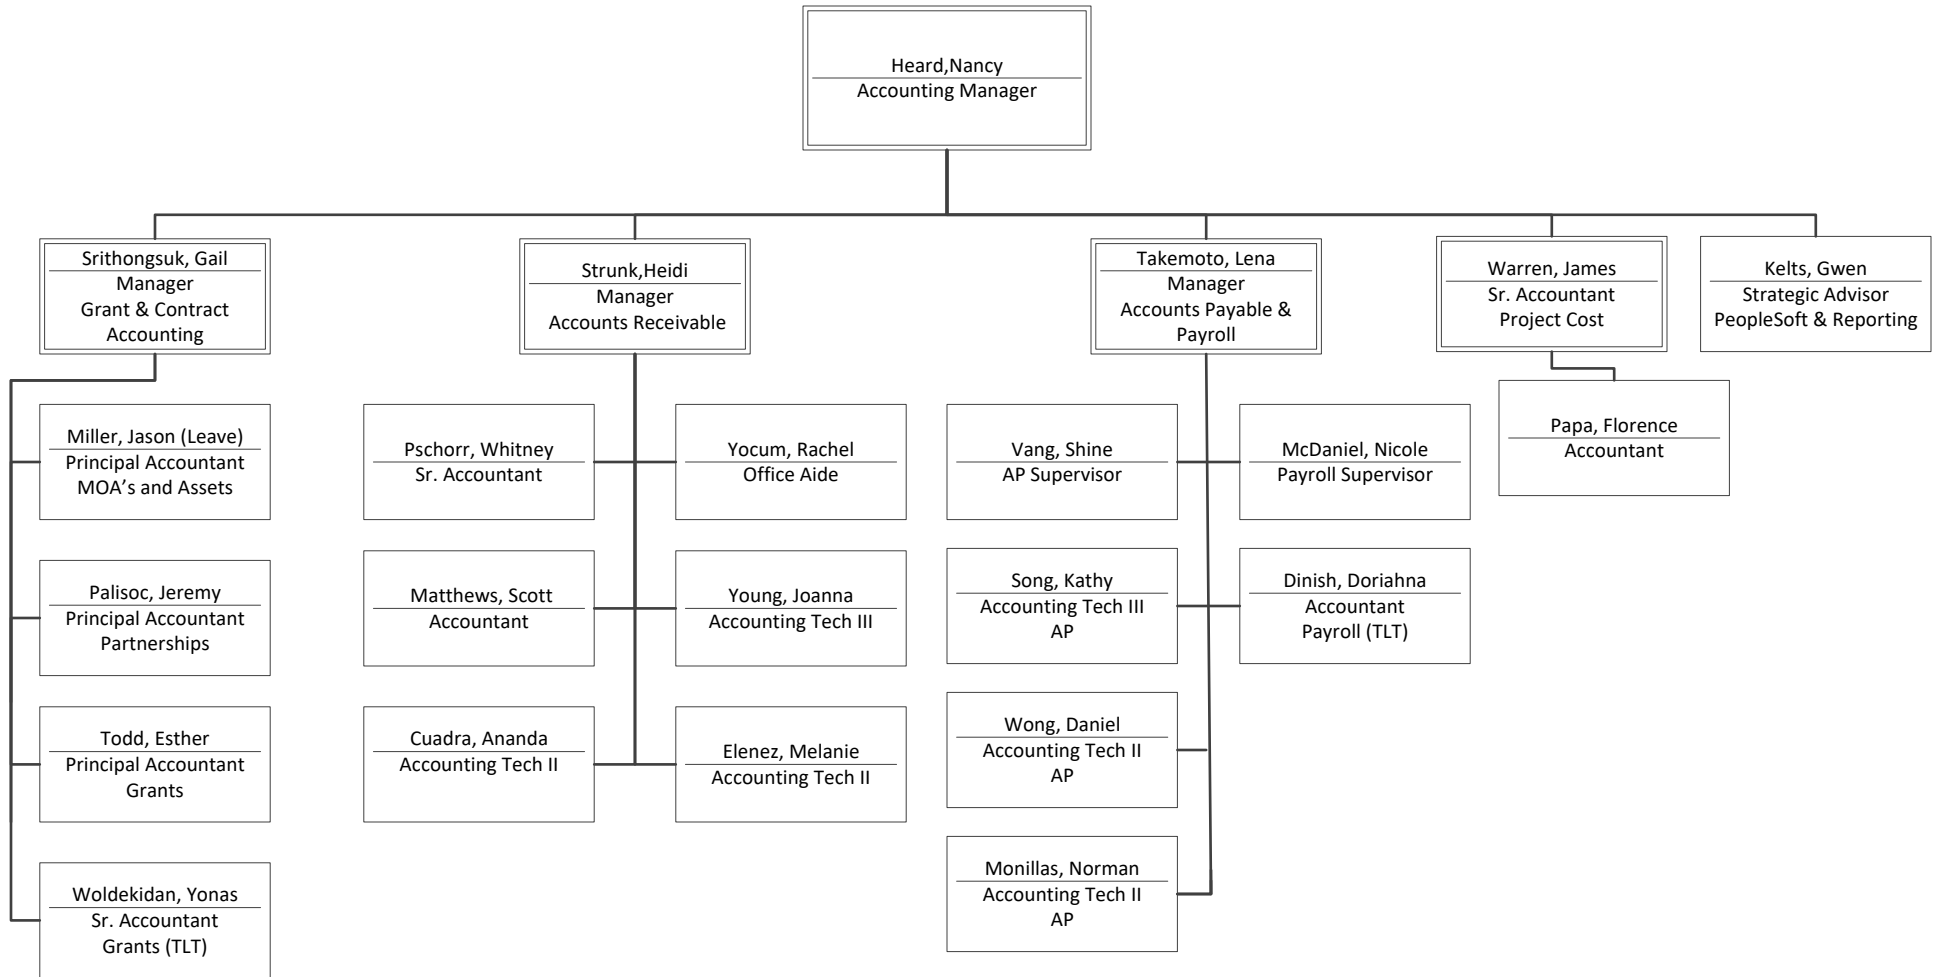 Heard,Nancy
Accounting Manager
Srithongsuk, Gail
Manager
Grant & Contract
Accounting
Strunk,Heidi
Manager
Accounts Receivable
Takemoto, Lena
Manager
Accounts Payable &
Payroll
Warren, James
Sr. Accountant
Project Cost
Kelts, Gwen
Strategic Advisor
PeopleSoft & Reporting
Miller, Jason (Leave)
Principal Accountant
MOA’s and Assets
Palisoc, Jeremy
Principal Accountant
Partnerships
Todd, Esther
Principal Accountant
Grants
Woldekidan, Yonas
Sr. Accountant
Grants (TLT)
Pschorr, Whitney
Sr. Accountant
Yocum, Rachel
Office Aide
Matthews, Scott
Accountant
Young, Joanna
Accounting Tech III
Cuadra, Ananda
Accounting Tech II
Elenez, Melanie
Accounting Tech II
Vang, Shine
AP Supervisor
McDaniel, Nicole
Payroll Supervisor
Song, Kathy
Accounting Tech III
AP
Dinish, Doriahna
Accountant
Payroll (TLT)
Wong, Daniel
Accounting Tech II
AP
Monillas, Norman
Accounting Tech II
AP
Papa, Florence
Accountant